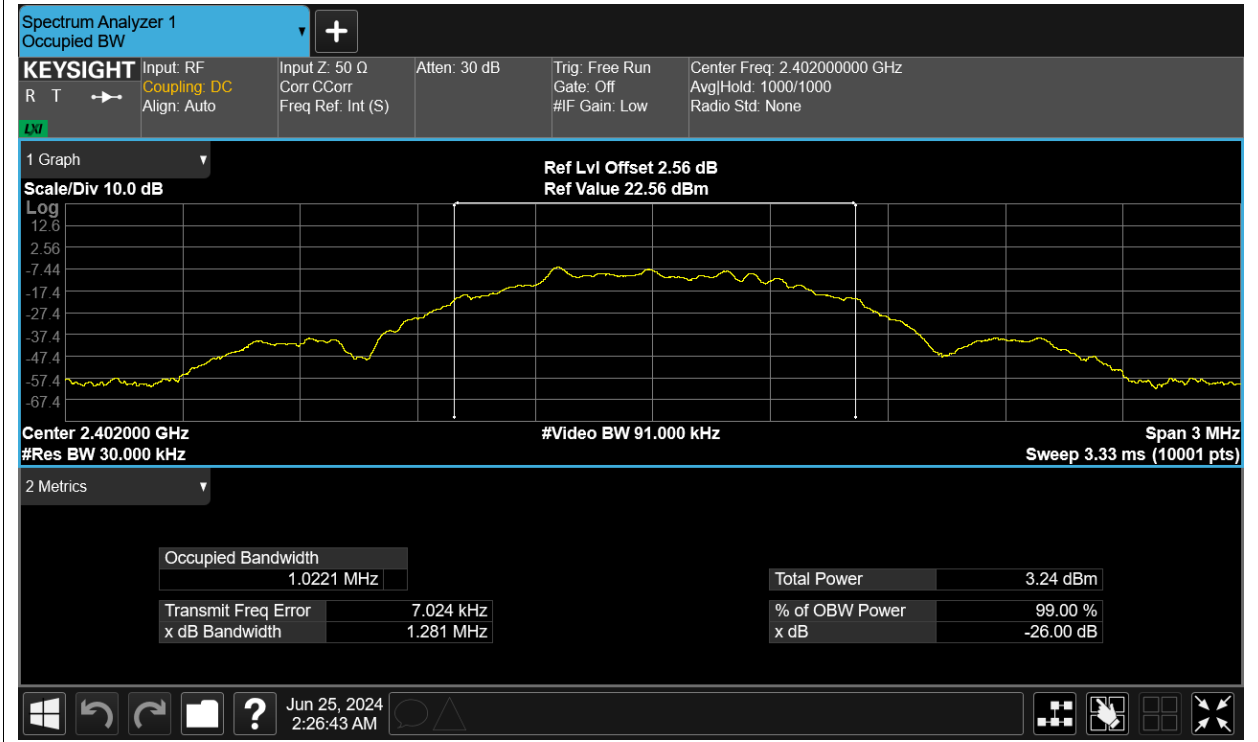 Spectrum Analyzer 1
Occupied BW
KEYSIGHT
R T
LXI
Input: RF
Coupling: DC
Align: Auto
Input Z: 50 Ω
Corr CCorr
Freq Ref: Int (S)
Atten: 30 dB
Trig: Free Run
Gate: Off
#IF Gain: Low
Center Freq: 2.402000000 GHz
Avg|Hold: 1000/1000
Radio Std: None
1 Graph
Scale/Div 10.0 dB
Ref Lvl Offset 2.56 dB
Ref Value 22.56 dBm
Log
12.6
2.56
-7.44
-17.4
-27.4
-37.4
-47.4
-57.4
-67.4
Center 2.402000 GHz
#Video BW 91.000 kHz
Span 3 MHz
#Res BW 30.000 kHz
Sweep 3.33 ms (10001 pts)
2 Metrics
Occupied Bandwidth
1.0221 MHz
Total Power 3.24 dBm
Transmit Freq Error 7.024 kHz
% of OBW Power 99.00 %
x dB Bandwidth 1.281 MHz
x dB -26.00 dB
?
Jun 25, 2024
2:26:43 AM